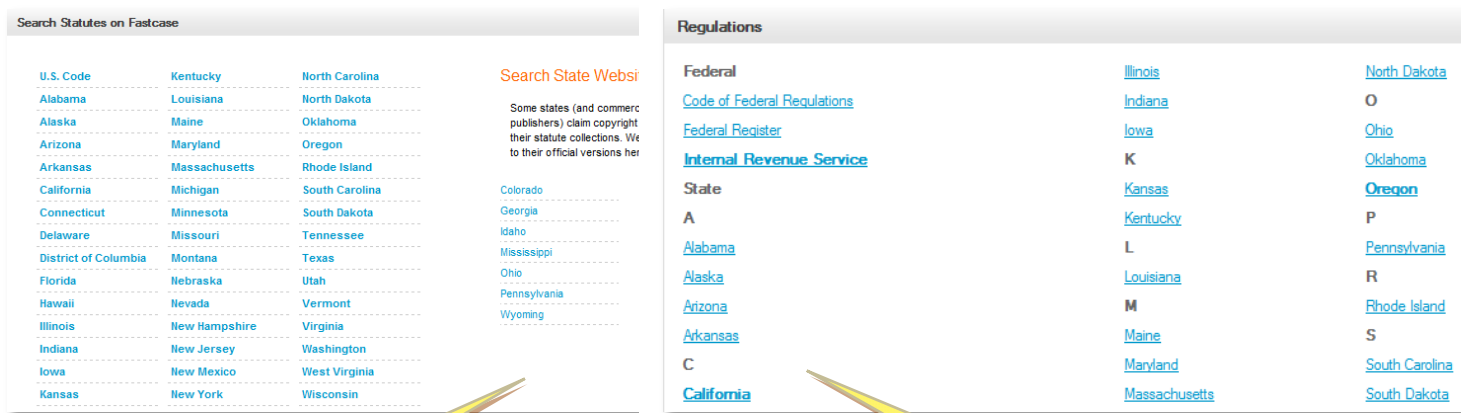 Search Statutes on Fastcase
U.S. Code
Alabama
Alaska
Arizona
Arkansas
California
Connecticut
Delaware
District of Columbia
Florida
Hawaii
Illinois
Indiana
Iowa
Kansas
Kentucky
Louisiana
Maine
Maryland
Massachusetts
Michigan
Minnesota
Missouri
Montana
Nebraska
Nevada
New Hampshire
New Jersey
New Mexico
New York
North Carolina
North Dakota
Oklahoma
Oregon
Rhode Island
South Carolina
South Dakota
Tennessee
Texas
Utah
Vermont
Virginia
Washington
West Virginia
Wisconsin
Search State Websi
Some states (and commerc
publishers) claim copyright
their statute collections. We
to their official versions her
Colorado
Georgia
Idaho
Mississippi
Ohio
Pennsylvania
Wyoming
Regulations
Federal
Code of Federal Regulations
Federal Register
Internal Revenue Service
State
A
Alabama
Alaska
Arizona
Arkansas
C
California
Illinois
Indiana
Iowa
K
Kansas
Kentucky
L
Louisiana
M
Maine
Maryland
Massachusetts
North Dakota
O
Ohio
Oklahoma
Oregon
P
Pennsylvania
R
Rhode Island
S
South Carolina
South Dakota